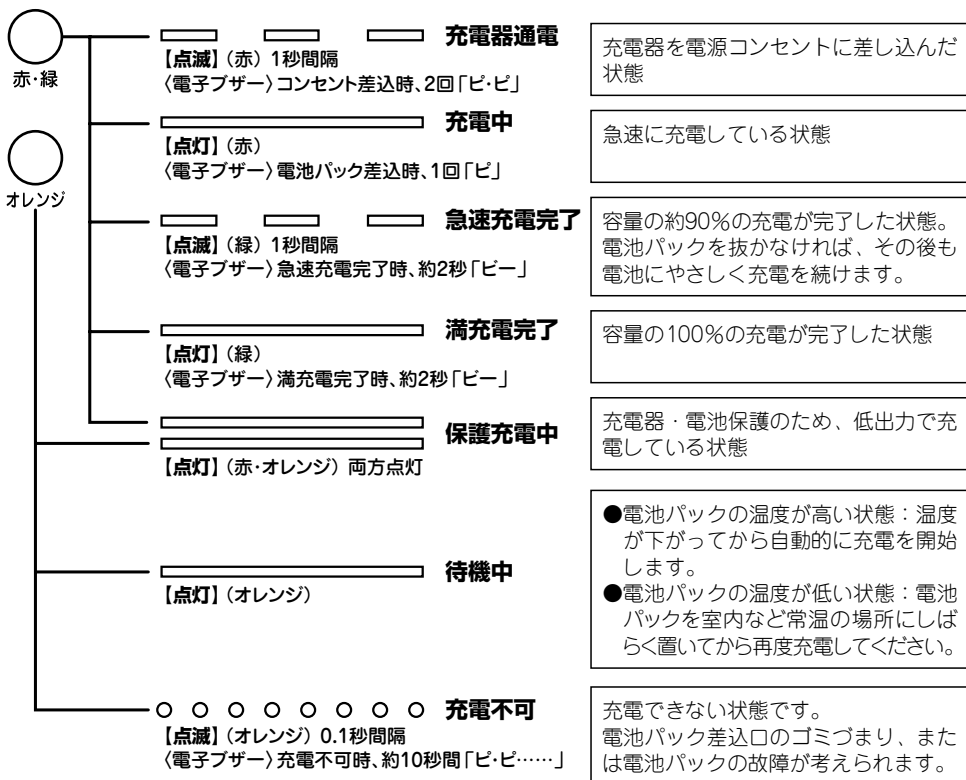 赤･緑
充電器通電
【点滅】（赤）1秒間隔
〈電子ブザー〉コンセント差込時、2回「ピ･ピ」
充電器を電源コンセントに差し込んだ
状態
充電中
【点灯】（赤）
〈電子ブザー〉電池パック差込時、1回「ピ」
急速に充電している状態
オレンジ
急速充電完了
【点滅】（緑）1秒間隔
〈電子ブザー〉急速充電完了時、約2秒「ビー」
容量の約90％の充電が完了した状態。
電池パックを抜かなければ、その後も
電池にやさしく充電を続けます。
満充電完了
【点灯】（緑）
〈電子ブザー〉満充電完了時、約2秒「ビー」
容量の100％の充電が完了した状態
保護充電中
【点灯】（赤･オレンジ）両方点灯
充電器・電池保護のため、低出力で充
電している状態
待機中
【点灯】（オレンジ）
●電池パックの温度が高い状態：温度
が下がってから自動的に充電を開始
します。
●電池パックの温度が低い状態：電池
パックを室内など常温の場所にしば
らく置いてから再度充電してください。
充電不可
【点滅】（オレンジ）0.1秒間隔
〈電子ブザー〉充電不可時、約10秒間「ピ･ピ……」
充電できない状態です。
電池パック差込口のゴミづまり、また
は電池パックの故障が考えられます。